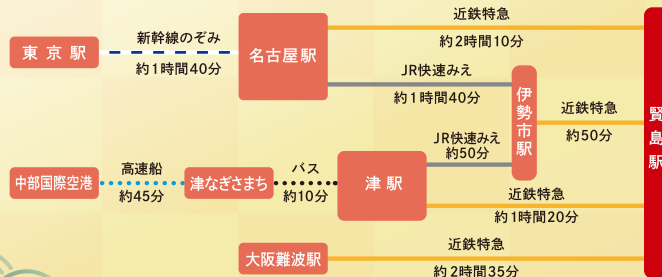 東京駅
新幹線のぞみ
約1時間40分
名古屋駅
近鉄特急
約2時間10分
JR快速みえ
約1時間40分
伊勢市駅
近鉄特急
約50分
賢島駅
JR快速みえ
約50分
中部国際空港
高速船
約45分
津なぎさまち
バス
約10分
津駅
近鉄特急
約1時間20分
大阪難波駅
近鉄特急
約2時間35分